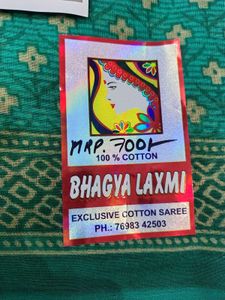 MRP. 700/-
100 % COTTON
BHAGYA LAXMI
EXCLUSIVE COTTON SAREE
PH.: 76983 42503